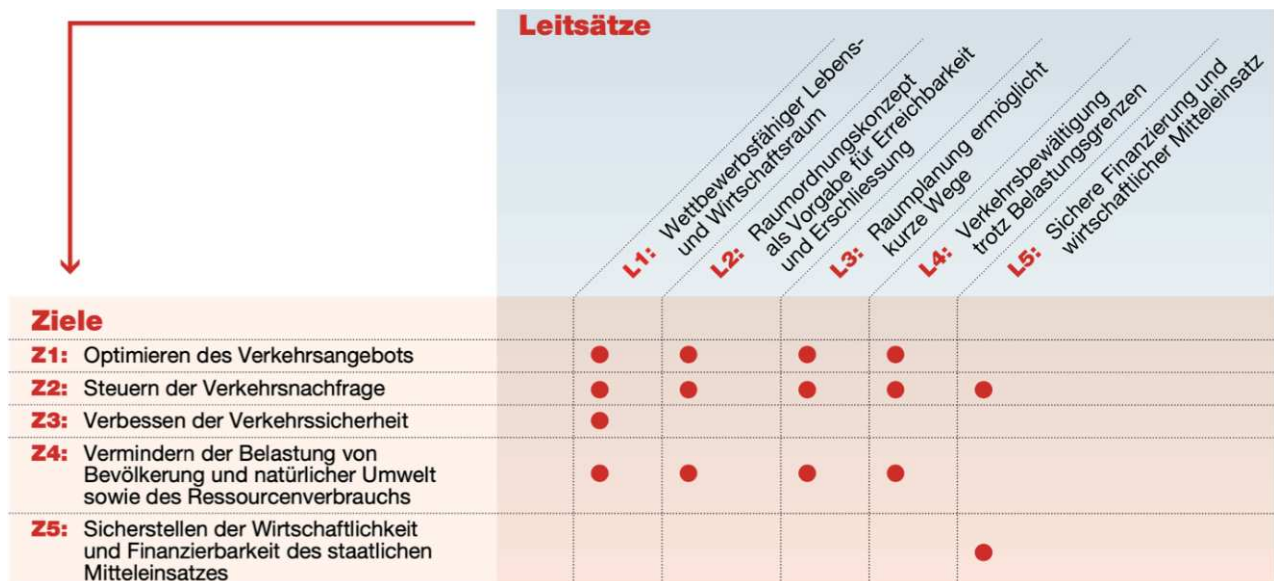 Leitsätze
L1: Wettbewerbsfähiger Lebens-
und Wirtschaftsraum
L2: Raumordnungskonzept
als Vorgabe für Erreichbarkeit
und Erschliessung
L3: Raumplanung ermöglicht
kurze Wege
L4: Verkehrsbewältigung
trotz Belastungsgrenzen
L5: Sichere Finanzierung und
wirtschaftlicher Mitteleinsatz
Ziele
Z1: Optimieren des Verkehrsangebots
Z2: Steuern der Verkehrsnachfrage
Z3: Verbessen der Verkehrssicherheit
Z4: Vermindern der Belastung von
Bevölkerung und natürlicher Umwelt
sowie des Ressourcenverbrauchs
Z5: Sicherstellen der Wirtschaftlichkeit
und Finanzierbarkeit des staatlichen
Mitteleinsatzes